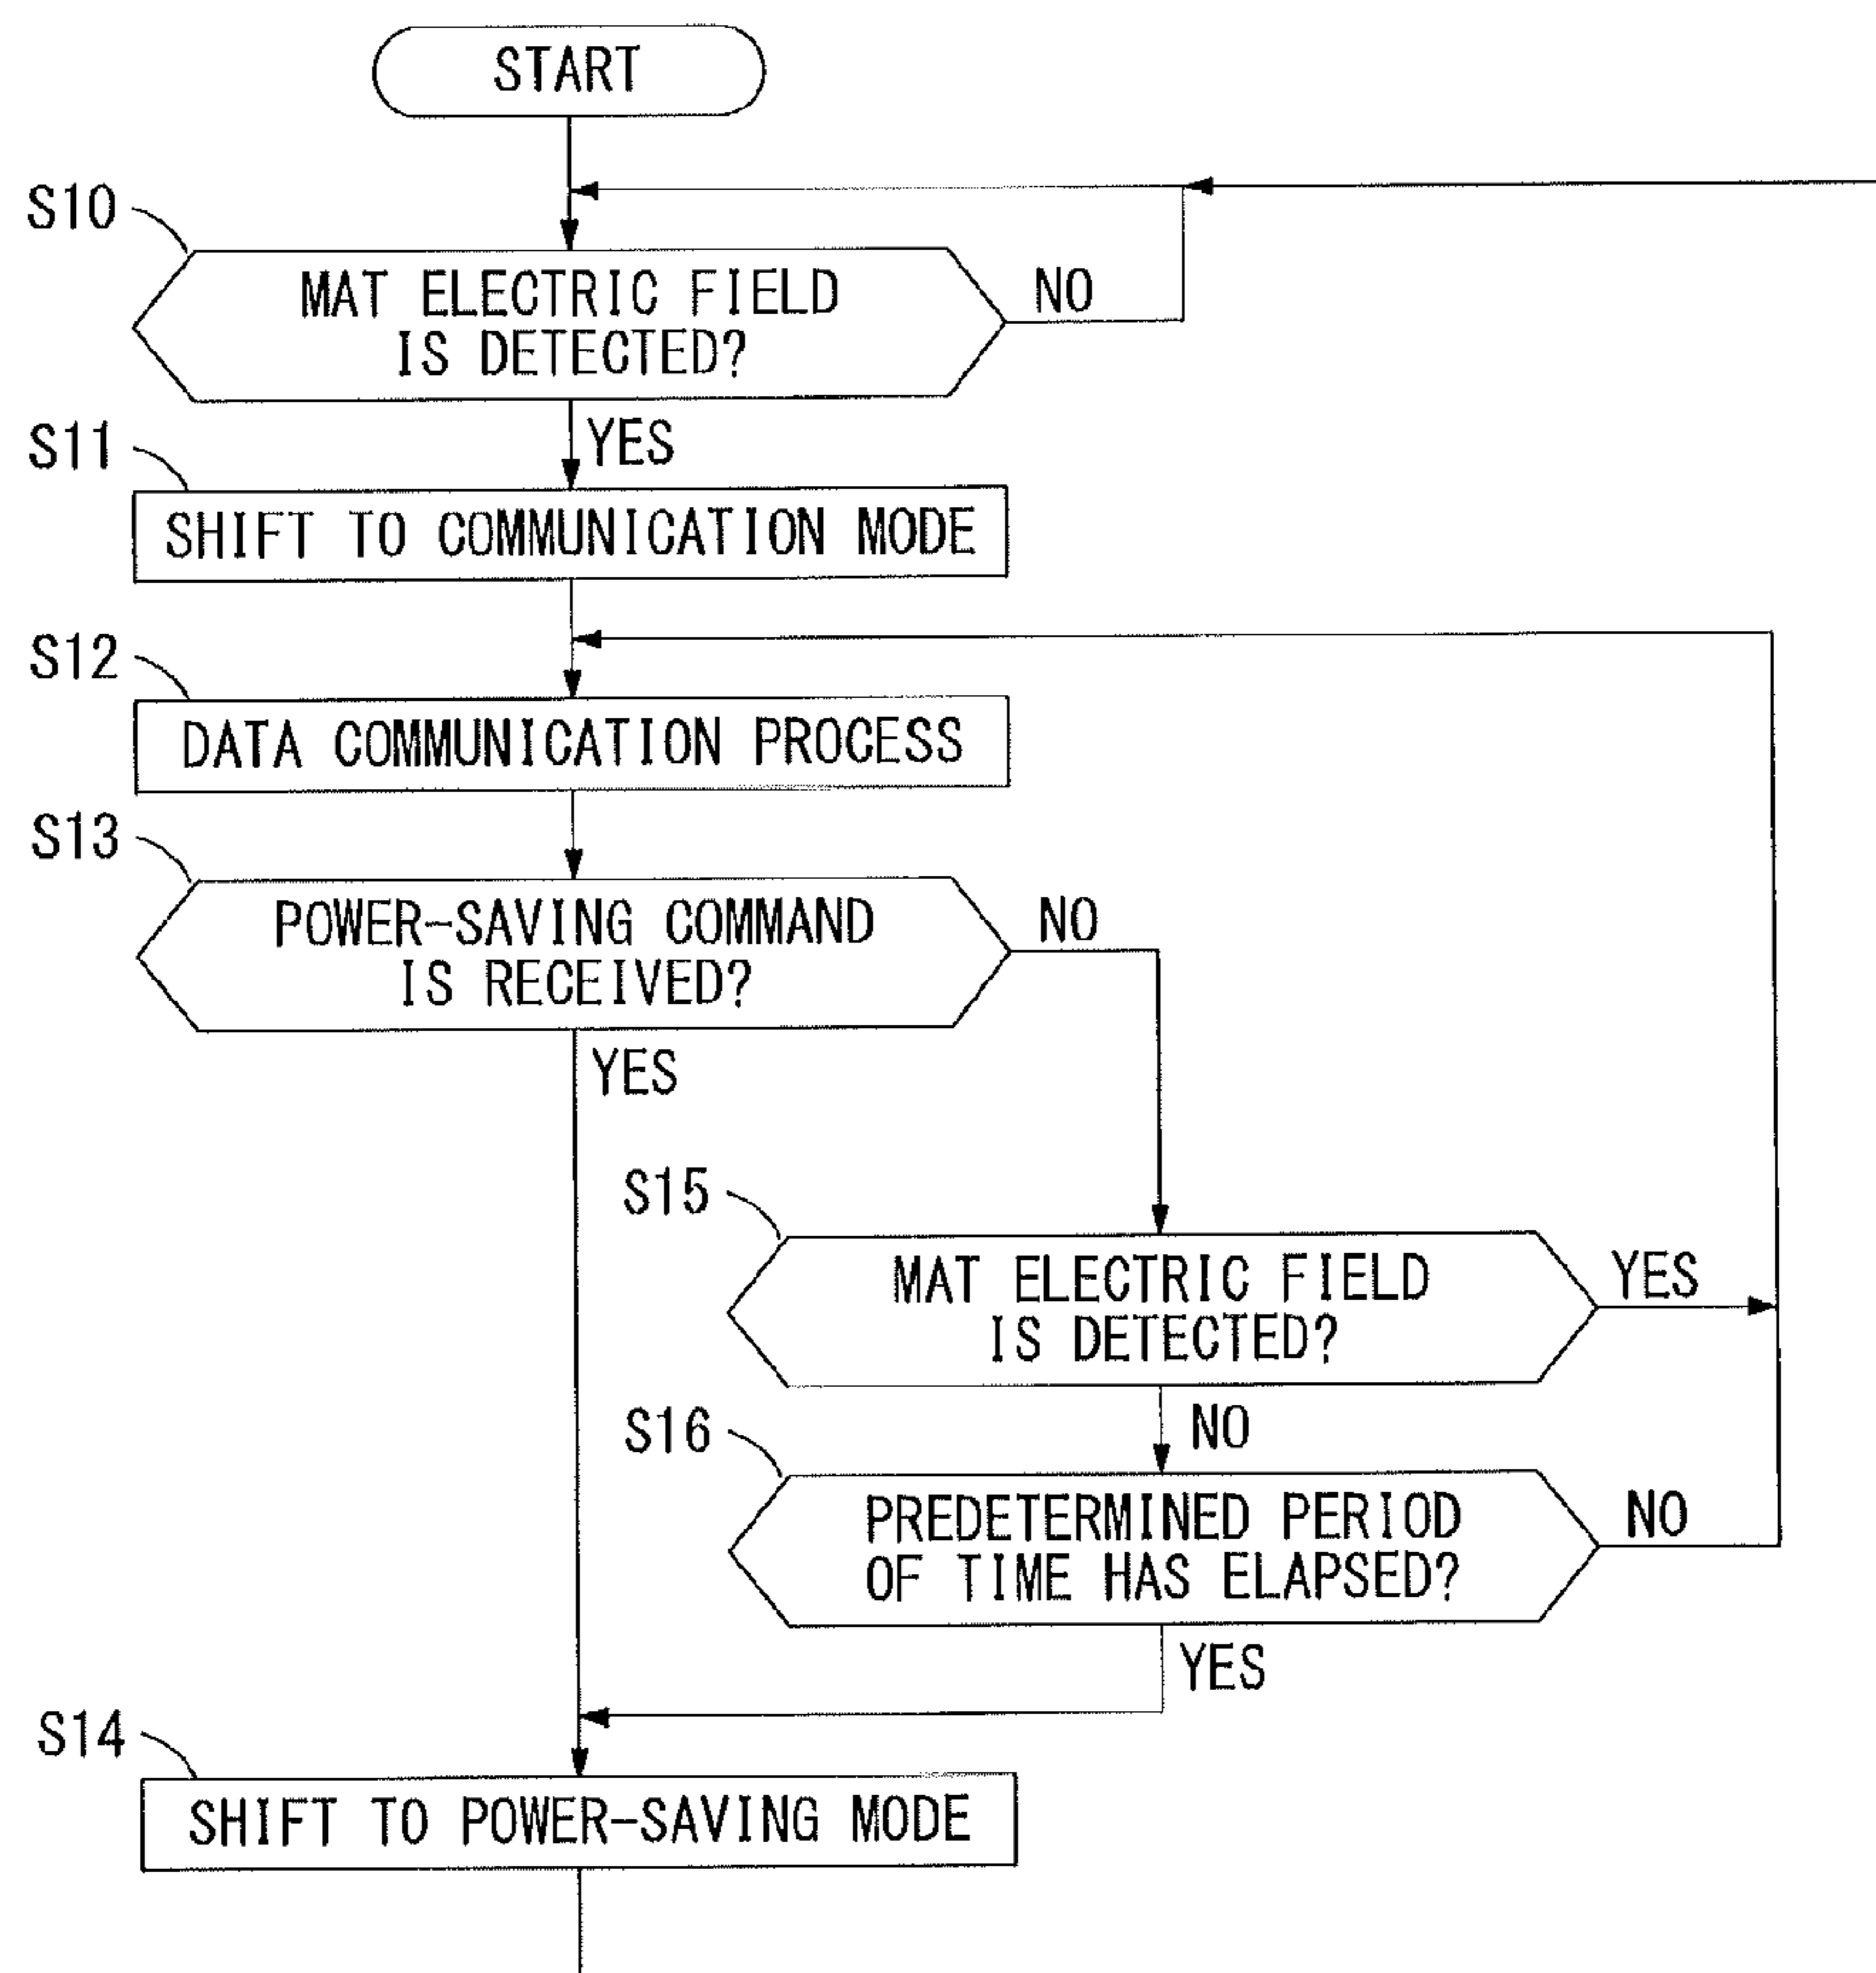 START
S10
MAT ELECTRIC FIELD
IS DETECTED?
NO
YES
S11
SHIFT TO COMMUNICATION MODE
S12
DATA COMMUNICATION PROCESS
S13
POWER-SAVING COMMAND
IS RECEIVED?
NO
YES
S15
MAT ELECTRIC FIELD
IS DETECTED?
YES
NO
S16
PREDETERMINED PERIOD
OF TIME HAS ELAPSED?
NO
YES
S14
SHIFT TO POWER-SAVING MODE